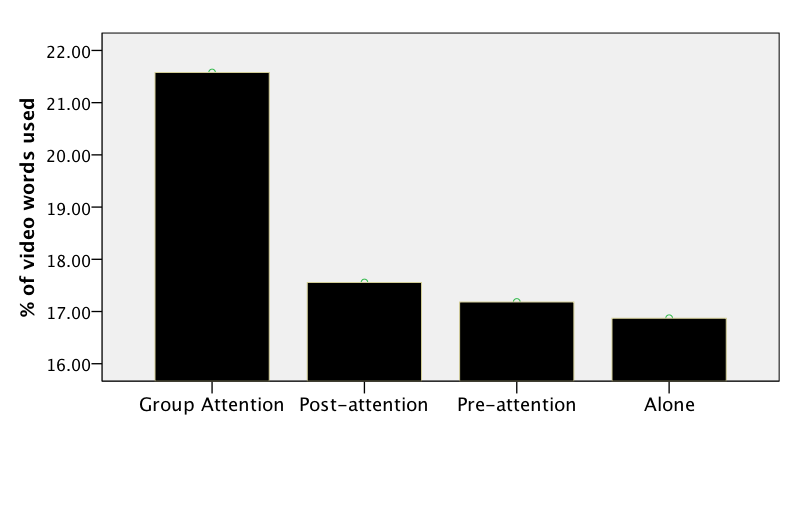 22.00
21.00
20.00
19.00
18.00
17.00
16.00
% of video words used
Group Attention
Post-attention
Pre-attention
Alone